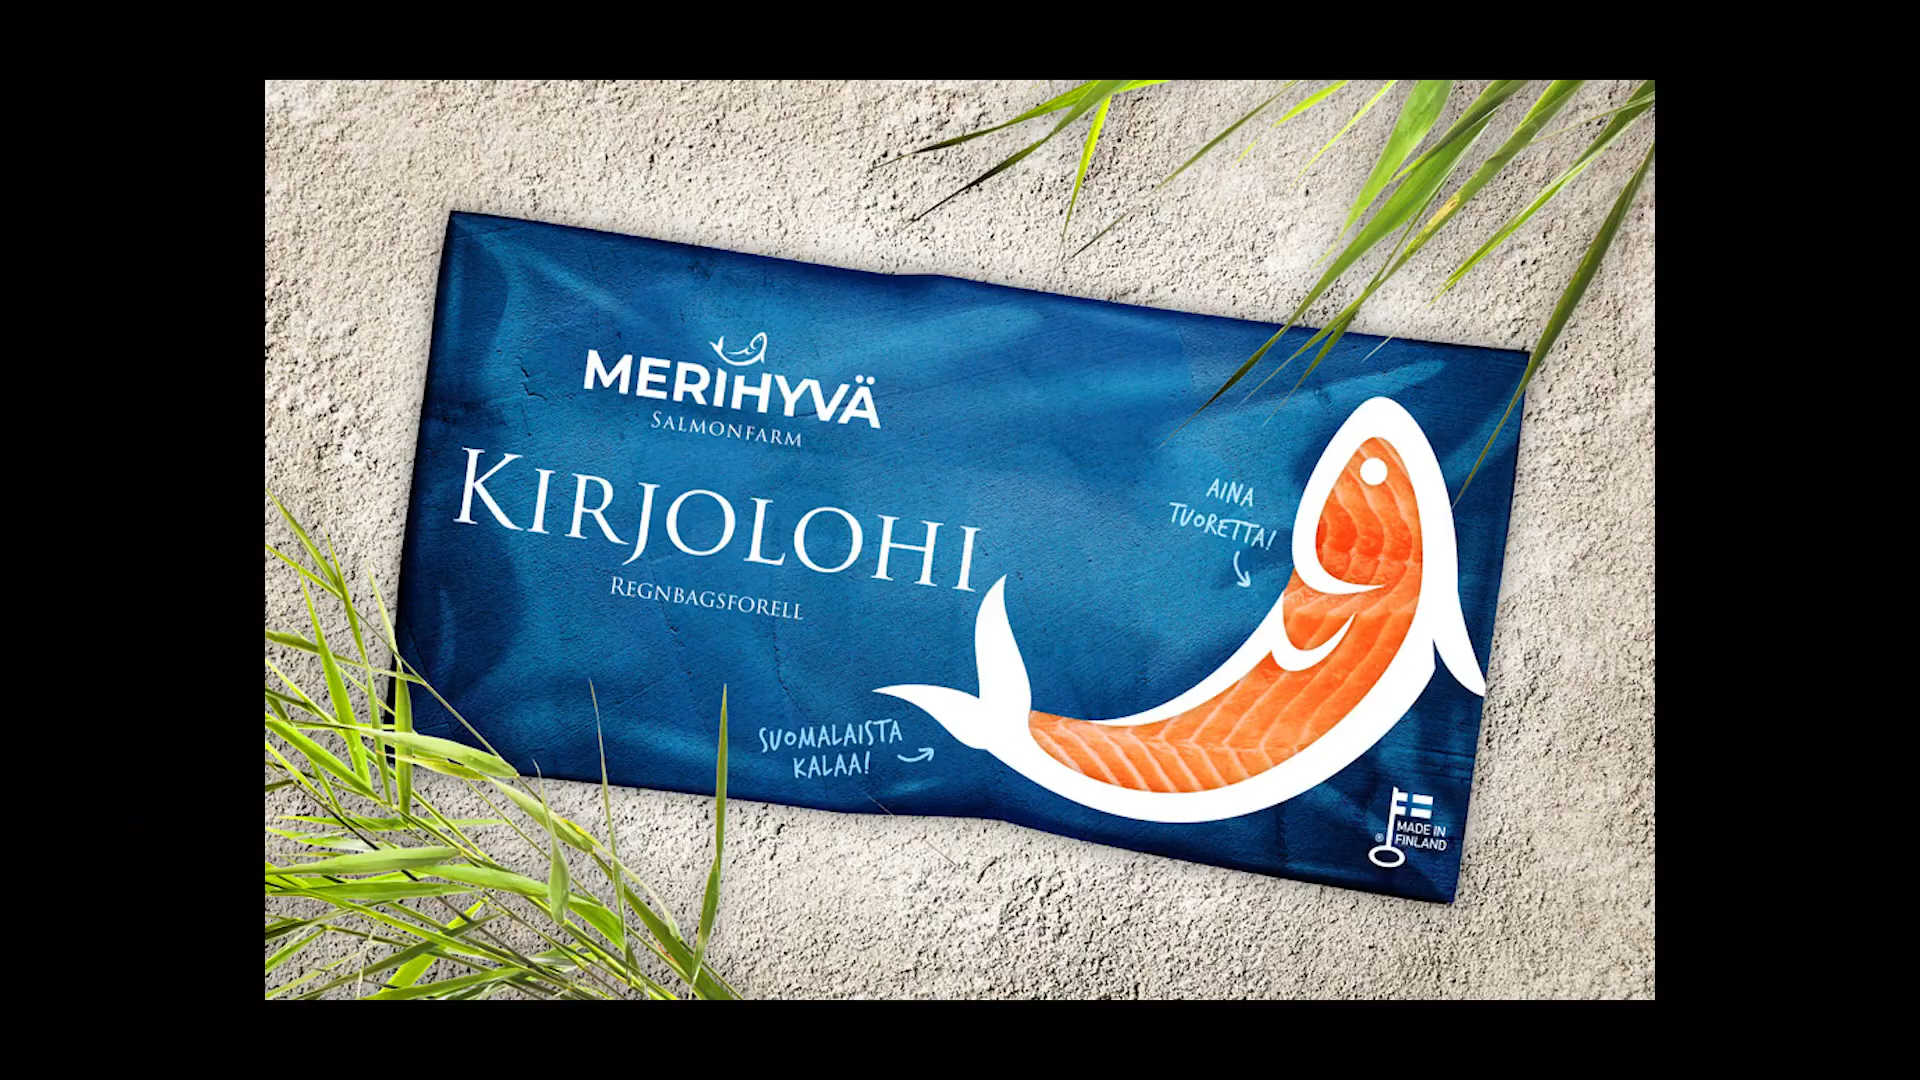 MERIHYVÄ
SALMONFARM
KIRJOLOHI
REGNBAGSFORELL
AINA
TUORETTA!
SUOMALAISTA
KALAA!
® MADE IN
FINLAND